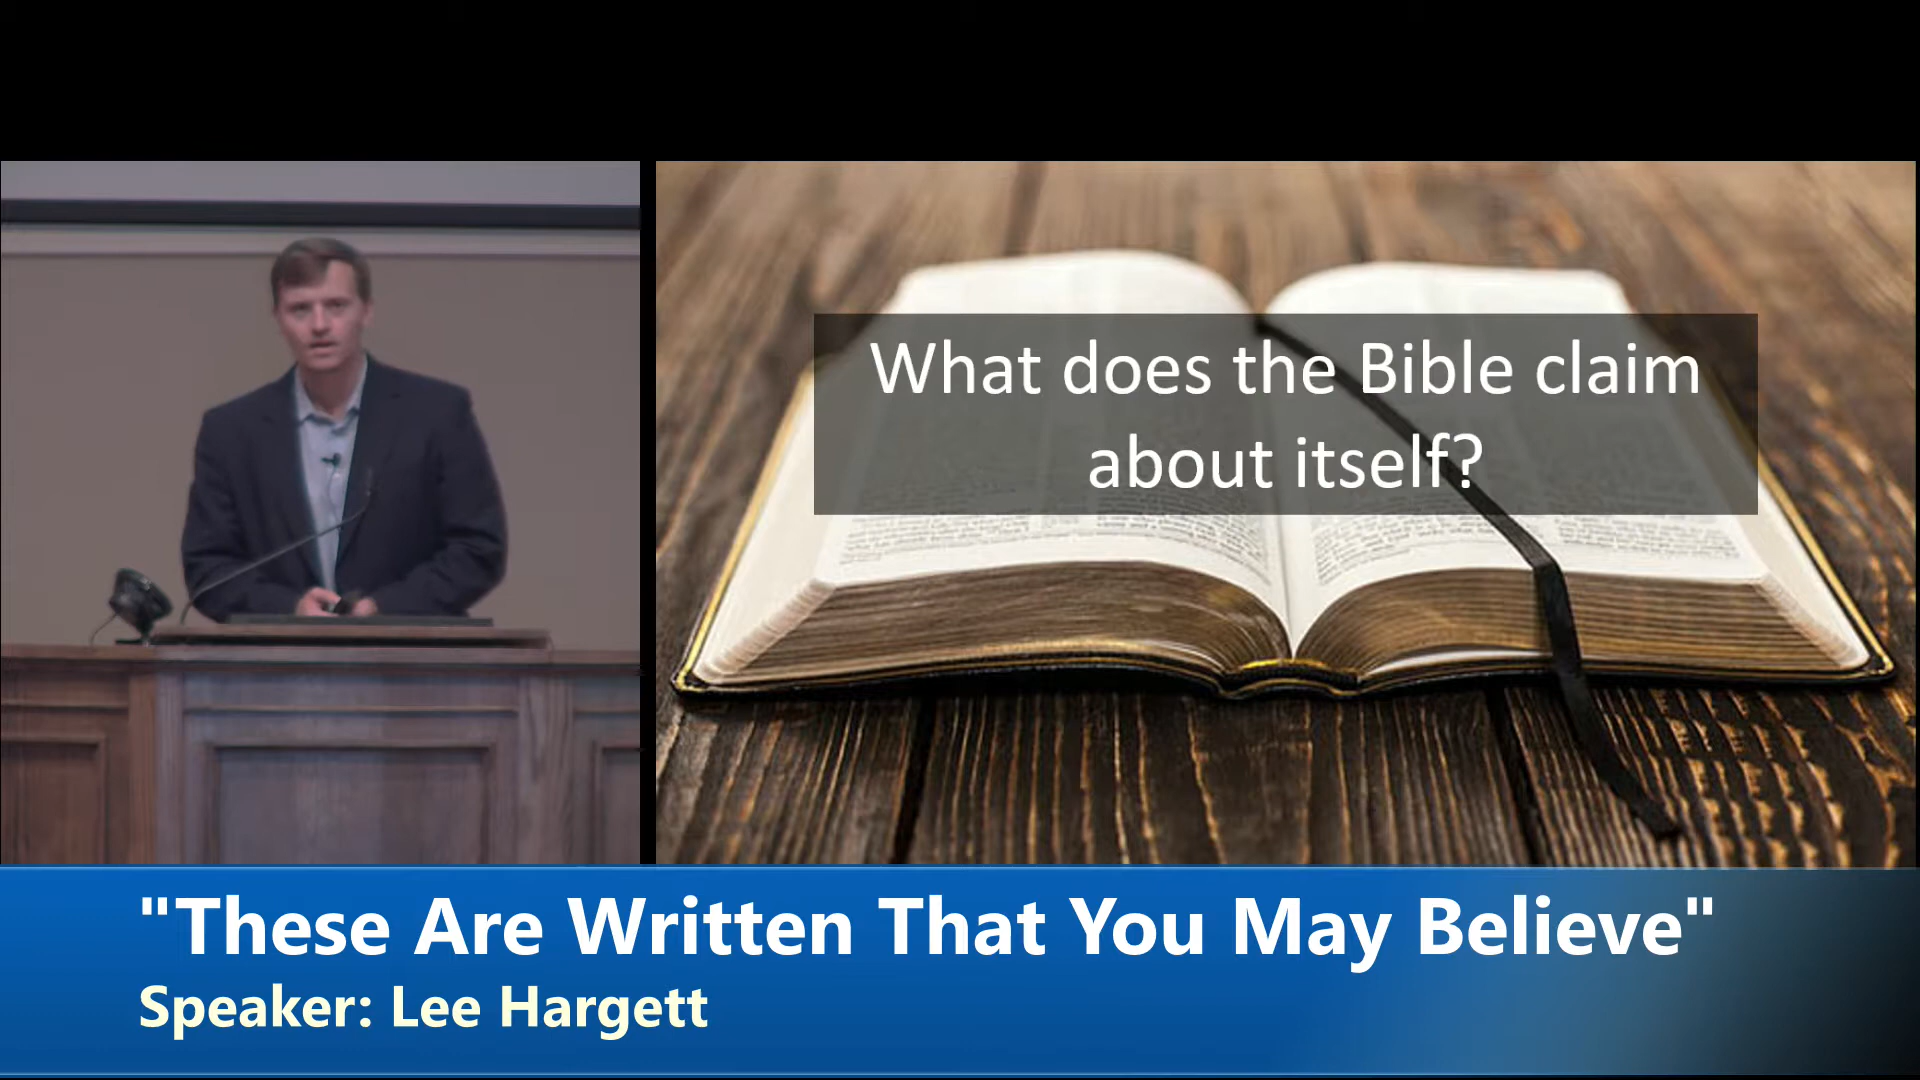 What does the Bible claim
about itself?
"These Are Written That You May Believe"
Speaker: Lee Hargett